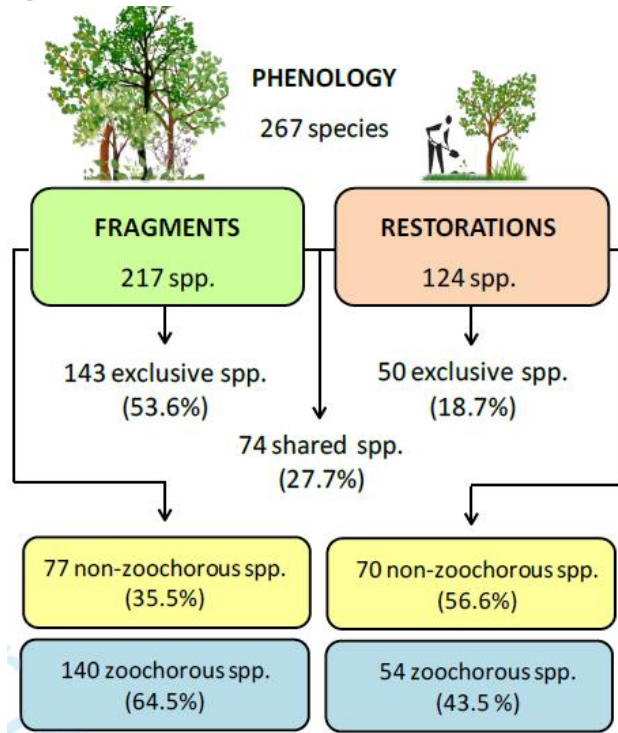 PHENOLOGY
267 species
FRAGMENTS
217 spp.
RESTORATIONS
124 spp.
143 exclusive spp.
(53.6%)
50 exclusive spp.
(18.7%)
74 shared spp.
(27.7%)
77 non-zoochorous spp.
(35.5%)
70 non-zoochorous spp.
(56.6%)
140 zoochorous spp.
(64.5%)
54 zoochorous spp.
(43.5 %)